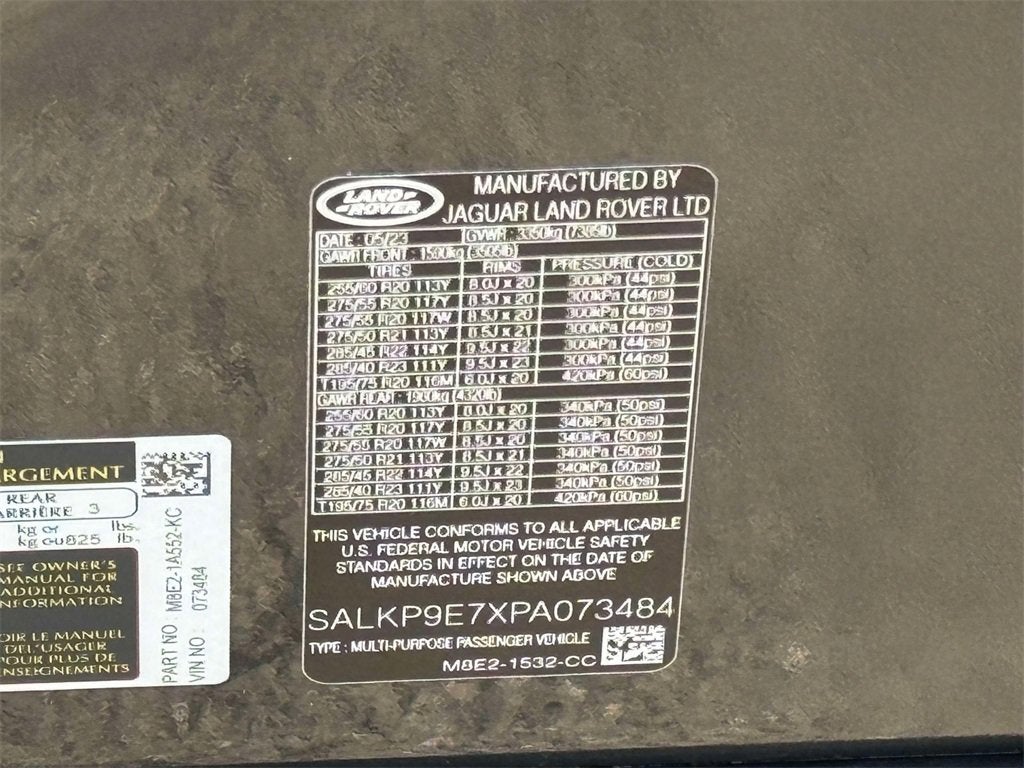 LAND-
-ROVER
MANUFACTURED BY
JAGUAR LAND ROVER LTD
DATE : 05/23 GVWR : 3350kg (7385lb)
GAWR FRONT : 1590kg (3505lb)
TIRES RIMS PRESSURE (COLD)
255/60 R20 113Y 8.0J x 20 300kPa (44psi)
275/55 R20 117Y 8.5J x 20 300kPa (44psi)
275/55 R20 117W 8.5J x 20 300kPa (44psi)
275/50 R21 113Y 8.5J x 21 300kPa (44psi)
285/45 R22 114Y 9.5J x 22 300kPa (44psi)
285/40 R23 111Y 9.5J x 23 300kPa (44psi)
T195/75 R20 116M 6.0J x 20 420kPa (60psi)
GAWR REAR : 1960kg (4320lb)
255/60 R20 113Y 8.0J x 20 340kPa (50psi)
275/55 R20 117Y 8.5J x 20 340kPa (50psi)
275/55 R20 117W 8.5J x 20 340kPa (50psi)
275/50 R21 113Y 8.5J x 21 340kPa (50psi)
285/45 R22 114Y 9.5J x 22 340kPa (50psi)
285/40 R23 111Y 9.5J x 23 340kPa (50psi)
T195/75 R20 116M 6.0J x 20 420kPa (60psi)
THIS VEHICLE CONFORMS TO ALL APPLICABLE
U.S. FEDERAL MOTOR VEHICLE SAFETY
STANDARDS IN EFFECT ON THE DATE OF
MANUFACTURE SHOWN ABOVE
SALKP9E7XPA073484
TYPE : MULTI-PURPOSE PASSENGER VEHICLE
M8E2-1532-CC
N
RGEMENT
REAR
ARRIÈRE 3
kg or lbs.
kg ou 825 lb.
SEE OWNER'S
MANUAL FOR
ADDITIONAL
INFORMATION
OIR LE MANUEL
DEL'USAGER
POUR PLUS DE
NSEIGNEMENTS
PART NO : M8E2-1A552-KC
VIN NO : 073484